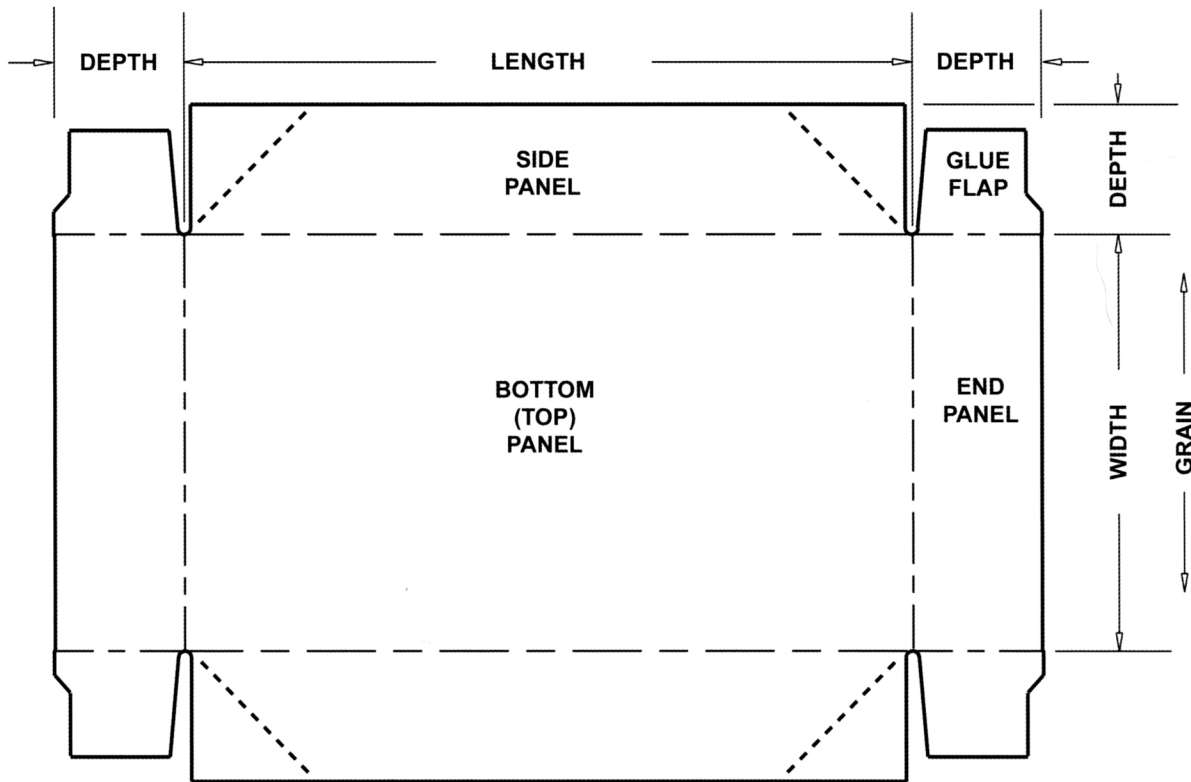 DEPTH
LENGTH
DEPTH
SIDE
PANEL
GLUE
FLAP
DEPTH
BOTTOM
(TOP)
PANEL
END
PANEL
WIDTH
GRAIN